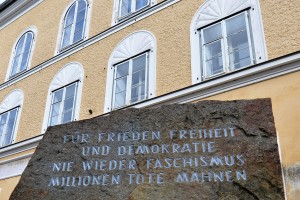 FÜR FRIEDEN FREIHEIT
UND DEMOKRATIE
NIE WIEDER FASCHISMUS
MILLIONEN TOTE MAHNEN